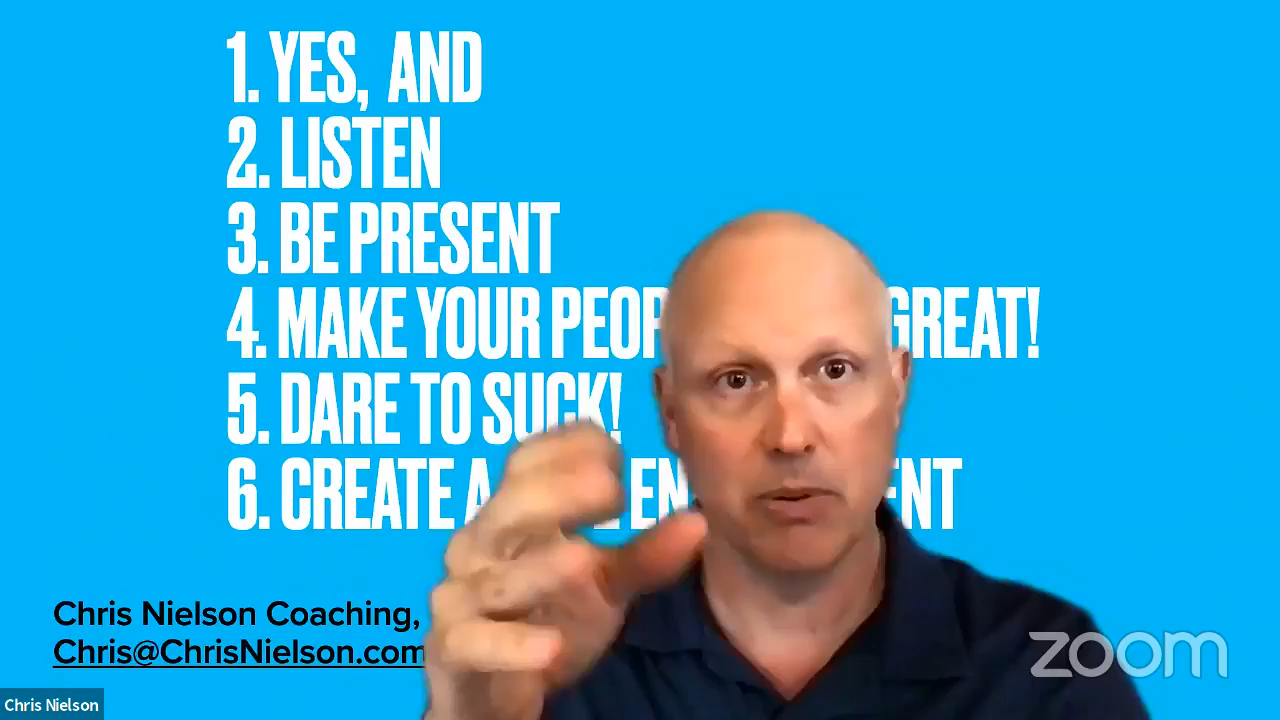 1. YES, AND
2. LISTEN
3. BE PRESENT
4. MAKE YOUR GREAT!
5. DARE TO SUCK!
6. CREATE A
Chris Nielson Coaching,
Chris@ChrisNielson.com
zoom
Chris Nielson